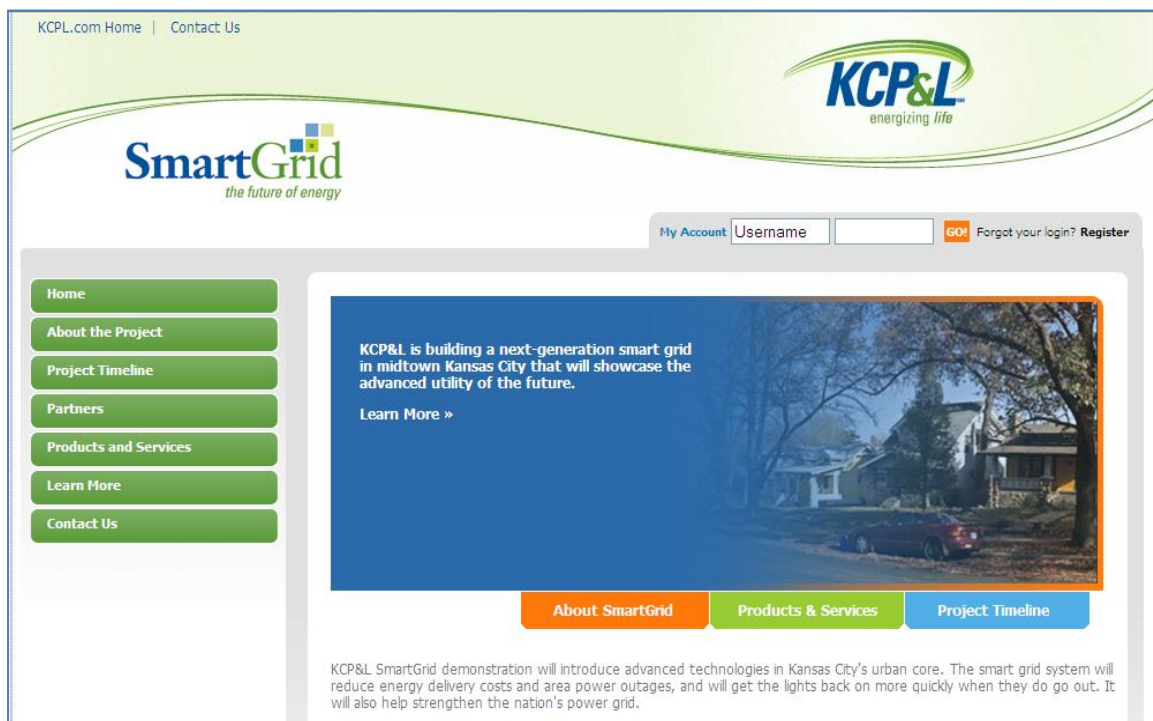 KCPL.com Home | Contact Us
KCP&L
energizing life
SmartGrid
the future of energy
My Account Username GO! Forgot your login? Register
Home
About the Project
Project Timeline
Partners
Products and Services
Learn More
Contact Us
KCP&L is building a next-generation smart grid
in midtown Kansas City that will showcase the
advanced utility of the future.
Learn More »
About SmartGrid Products & Services Project Timeline
KCP&L SmartGrid demonstration will introduce advanced technologies in Kansas City's urban core. The smart grid system will
reduce energy delivery costs and area power outages, and will get the lights back on more quickly when they do go out. It
will also help strengthen the nation's power grid.